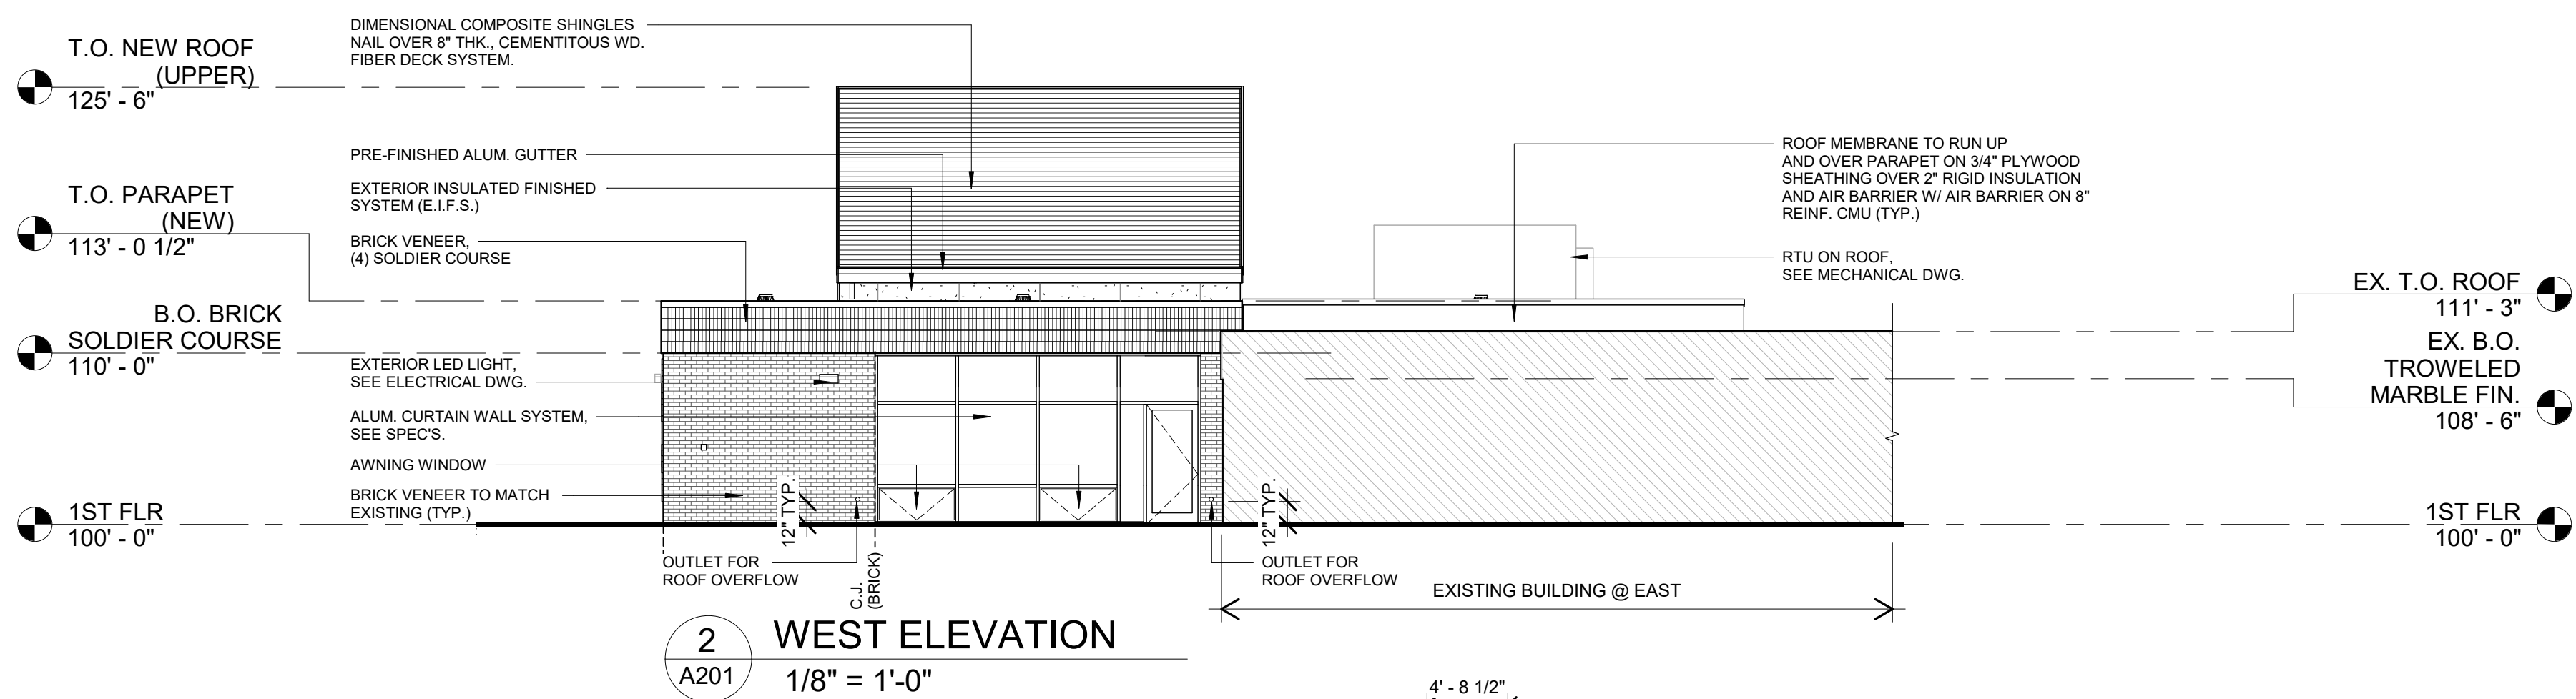 T.O. NEW ROOF
(UPPER)
125' - 6"
T.O. PARAPET
(NEW)
113' - 0 1/2"
B.O. BRICK
SOLDIER COURSE
110' - 0"
1ST FLR
100' - 0"
DIMENSIONAL COMPOSITE SHINGLES
NAIL OVER 8" THK., CEMENTITOUS WD.
FIBER DECK SYSTEM.
PRE-FINISHED ALUM. GUTTER
EXTERIOR INSULATED FINISHED
SYSTEM (E.I.F.S.)
BRICK VENEER,
(4) SOLDIER COURSE
EXTERIOR LED LIGHT,
SEE ELECTRICAL DWG.
ALUM. CURTAIN WALL SYSTEM,
SEE SPEC'S.
AWNING WINDOW
BRICK VENEER TO MATCH
EXISTING (TYP.)
12" TYP.
12" TYP.
OUTLET FOR
ROOF OVERFLOW
C.J.
(BRICK)
OUTLET FOR
ROOF OVERFLOW
ROOF MEMBRANE TO RUN UP
AND OVER PARAPET ON 3/4" PLYWOOD
SHEATHING OVER 2" RIGID INSULATION
AND AIR BARRIER W/ AIR BARRIER ON 8"
REINF. CMU (TYP.)
RTU ON ROOF,
SEE MECHANICAL DWG.
EX. T.O. ROOF
111' - 3"
EX. B.O.
TROWELED
MARBLE FIN.
108' - 6"
1ST FLR
100' - 0"
EXISTING BUILDING @ EAST
2
A201
WEST ELEVATION
1/8" = 1'-0"
4' - 8 1/2"